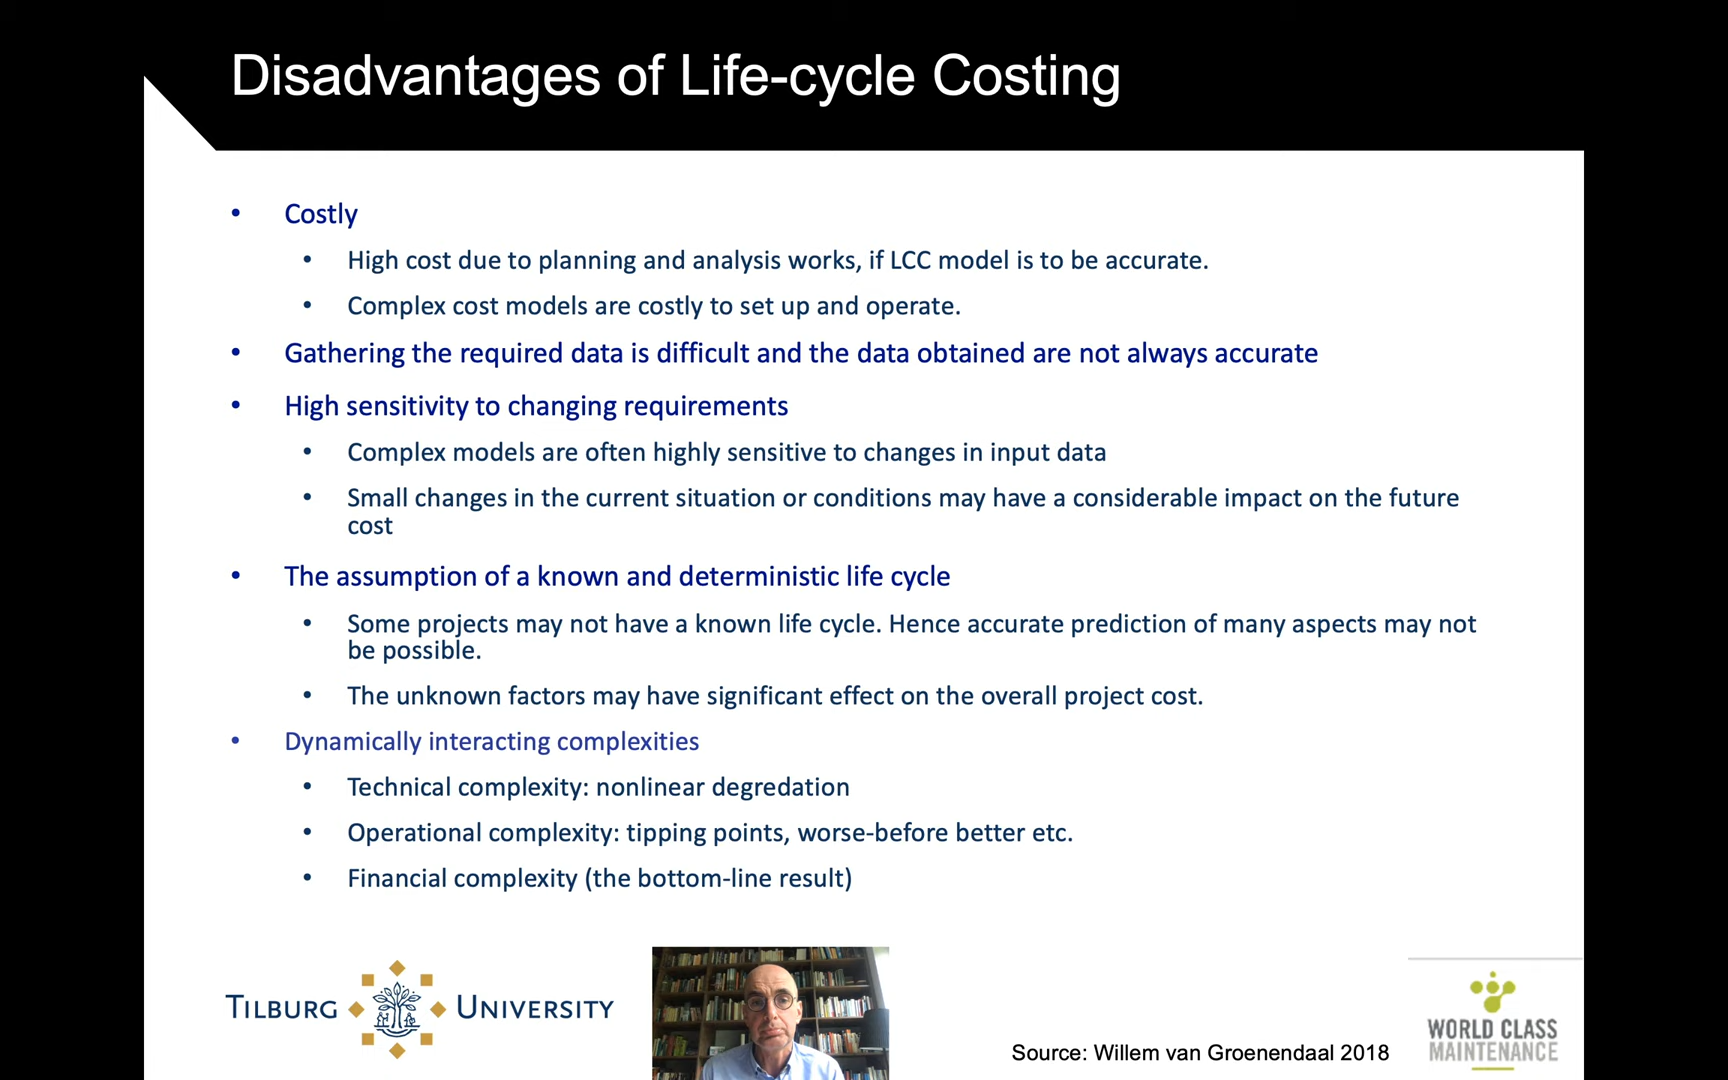 Disadvantages of Life-cycle Costing
• Costly
• High cost due to planning and analysis works, if LCC model is to be accurate.
• Complex cost models are costly to set up and operate.
• Gathering the required data is difficult and the data obtained are not always accurate
• High sensitivity to changing requirements
• Complex models are often highly sensitive to changes in input data
• Small changes in the current situation or conditions may have a considerable impact on the future
cost
• The assumption of a known and deterministic life cycle
• Some projects may not have a known life cycle. Hence accurate prediction of many aspects may not
be possible.
• The unknown factors may have significant effect on the overall project cost.
• Dynamically interacting complexities
• Technical complexity: nonlinear degredation
• Operational complexity: tipping points, worse-before better etc.
• Financial complexity (the bottom-line result)
TILBURG UNIVERSITY
Source: Willem van Groenendaal 2018
WORLD CLASS
MAINTENANCE